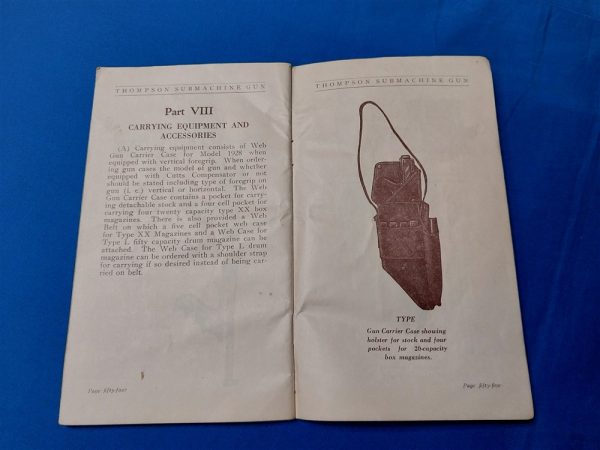 THOMPSON SUBMACHINE GUN
Part VIII
CARRYING EQUIPMENT AND
ACCESSORIES
(A) Carrying equipment consists of Web
Gun Carrier Case for Model 1928 when
equipped with vertical foregrip. When order-
ing gun cases the model of gun and whether
equipped with Cutts Compensator or not
should be stated including type of foregrip on
gun (i. e.) vertical or horizontal. The Web
Gun Carrier Case contains a pocket for carry-
ing detachable stock and a four cell pocket for
carrying four twenty capacity type XX box
magazines. There is also provided a Web
Belt on which a five cell pocket web case
for Type XX Magazines and a Web Case for
Type L fifty capacity drum magazine can be
attached. The Web Case for Type L drum
magazine can be ordered with a shoulder strap
for carrying if so desired instead of being car-
ried on belt.
Page fifty-four
THOMPSON SUBMACHINE GUN
TYPE
Gun Carrier Case showing
holster for stock and four
pockets for 20-capacity
box magazines.
Page fifty-five